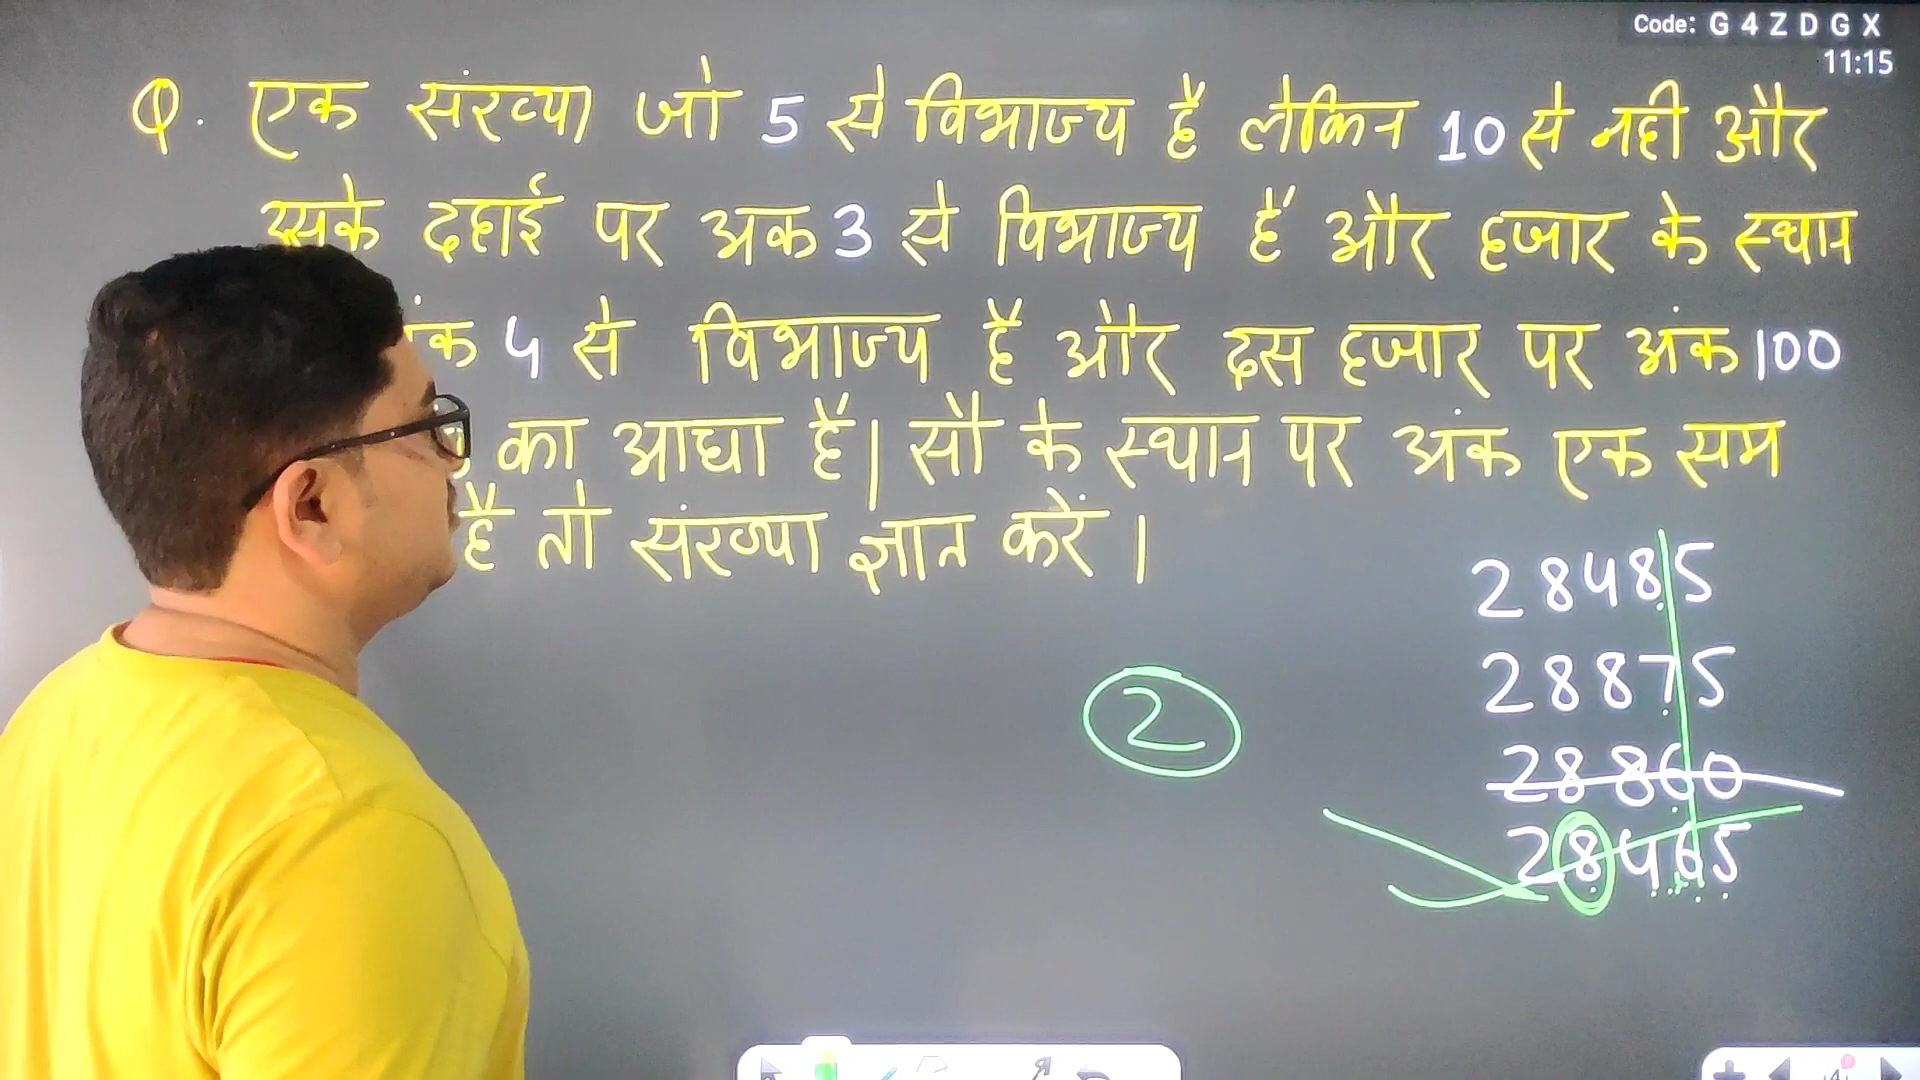 Code: G 4 Z D G X
11:15
Q. एक संख्या जो 5 से विभाज्य है लेकिन 10 से नही और
उसके दहाई पर अंक 3 से विभाज्य है और हजार के स्थान
अंक 4 से विभाज्य है और दस हजार पर अंक 100
का आधा है। सौ के स्थान पर अंक एक सम
है तो संख्या ज्ञात करें।
28485
28875
2
28860
28465